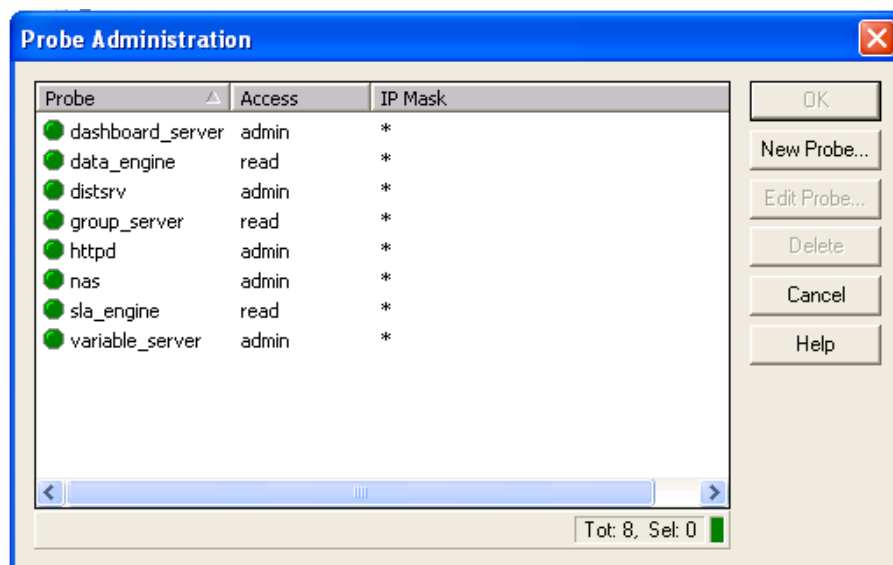 Probe Administration
Probe Access IP Mask
dashboard_server admin *
data_engine read *
distsrv admin *
group_server read *
httpd admin *
nas admin *
sla_engine read *
variable_server admin *
OK
New Probe...
Edit Probe...
Delete
Cancel
Help
Tot: 8, Sel: 0